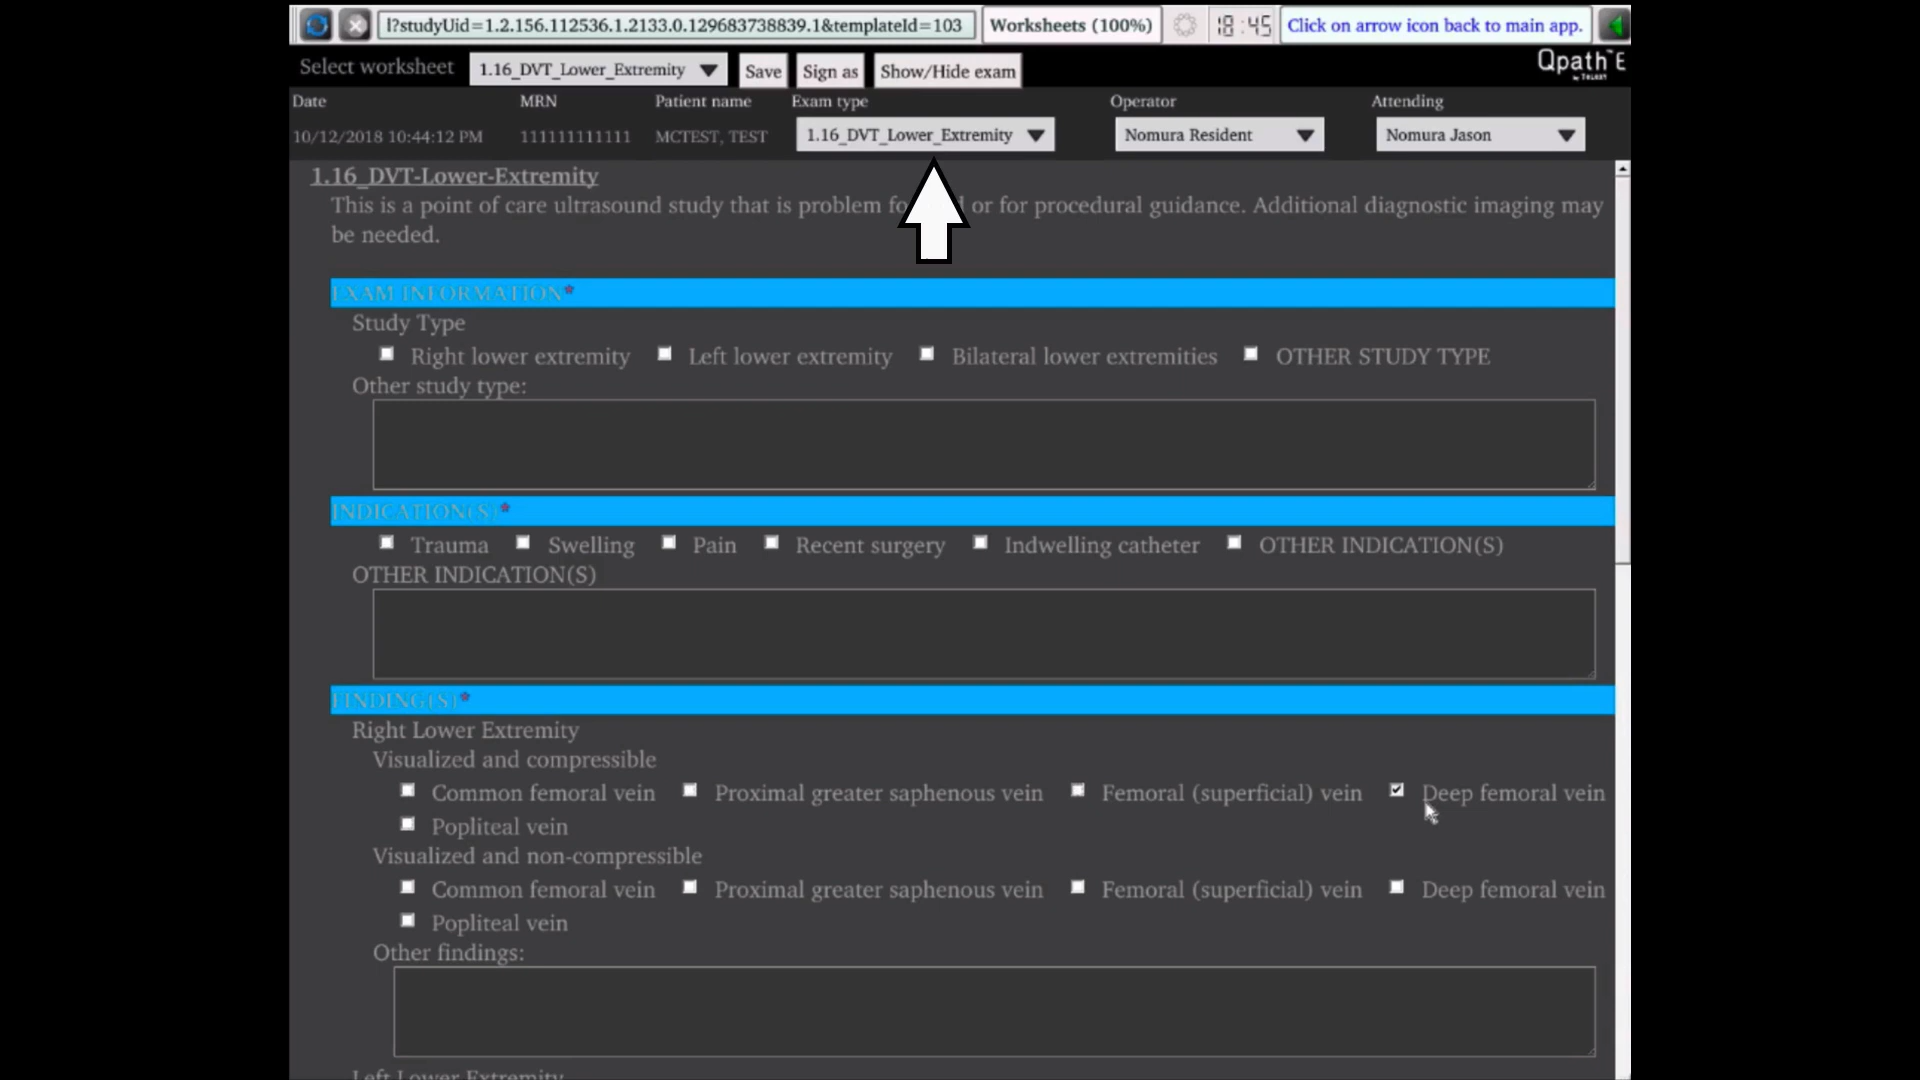 l?studyUid=1.2.156.112536.1.2133.0.129683738839.1&templateId=103 Worksheets (100%) 18:45 Click on arrow icon back to main app.
Select worksheet 1.16_DVT_Lower_Extremity Save Sign as Show/Hide exam Qpath™E
by TELEXY
Date MRN Patient name Exam type Operator Attending
10/12/2018 10:44:12 PM 111111111111 MCTEST, TEST 1.16_DVT_Lower_Extremity Nomura Resident Nomura Jason
1.16_DVT-Lower-Extremity
This is a point of care ultrasound study that is problem fo d or for procedural guidance. Additional diagnostic imaging may
be needed.
EXAM INFORMATION*
Study Type
Right lower extremity Left lower extremity Bilateral lower extremities OTHER STUDY TYPE
Other study type:
INDICATION(S)*
Trauma Swelling Pain Recent surgery Indwelling catheter OTHER INDICATION(S)
OTHER INDICATION(S)
FINDING(S)*
Right Lower Extremity
Visualized and compressible
Common femoral vein Proximal greater saphenous vein Femoral (superficial) vein Deep femoral vein
Popliteal vein
Visualized and non-compressible
Common femoral vein Proximal greater saphenous vein Femoral (superficial) vein Deep femoral vein
Popliteal vein
Other findings:
Left Lower Extremity